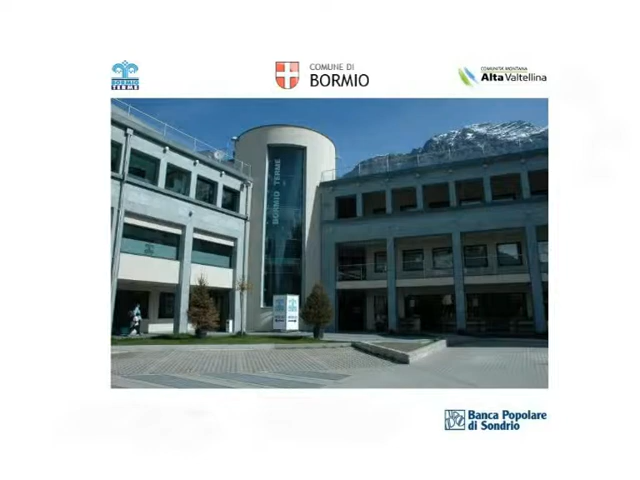 BORMIO
TERME
COMUNE DI
BORMIO
COMUNITÀ MONTANA
Alta Valtellina
BORMIO TERME
Banca Popolare
di Sondrio